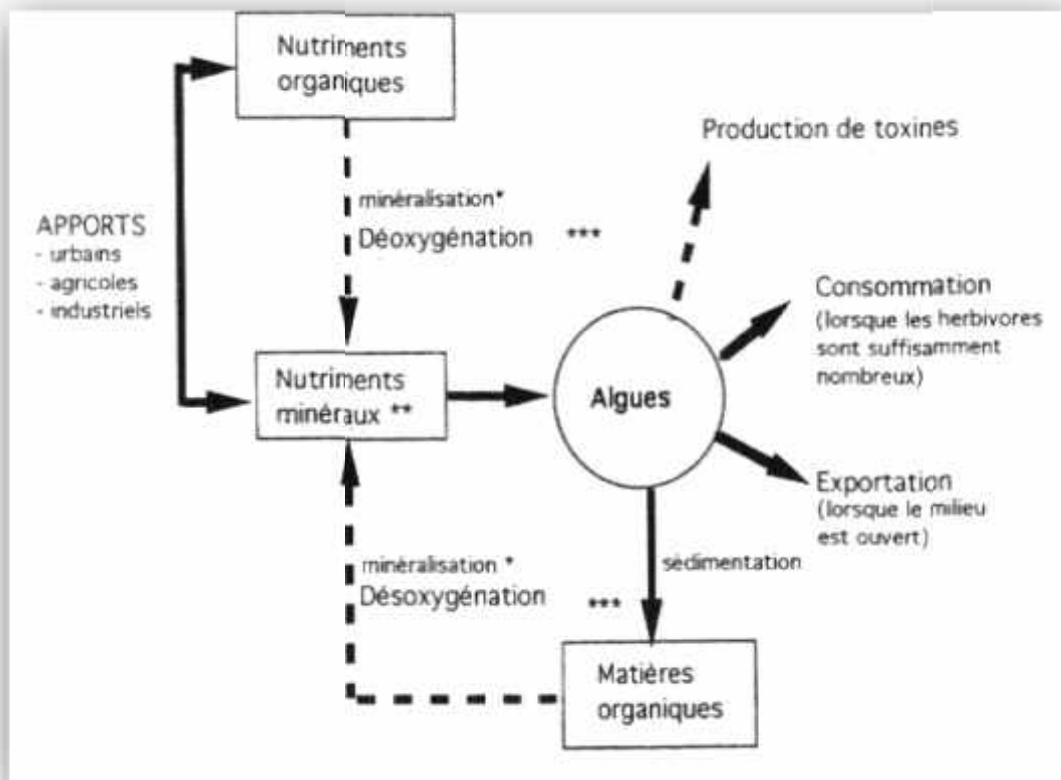 Nutriments
organiques
Production de toxines
minéralisation*
Déoxygénation ***
APPORTS
- urbains
- agricoles
- industriels
Consommation
(lorsque les herbivores
sont suffisamment
nombreux)
Nutriments
minéraux **
Algues
Exportation
(lorsque le milieu
est ouvert)
minéralisation *
Désoxygénation ***
sédimentation
Matières
organiques